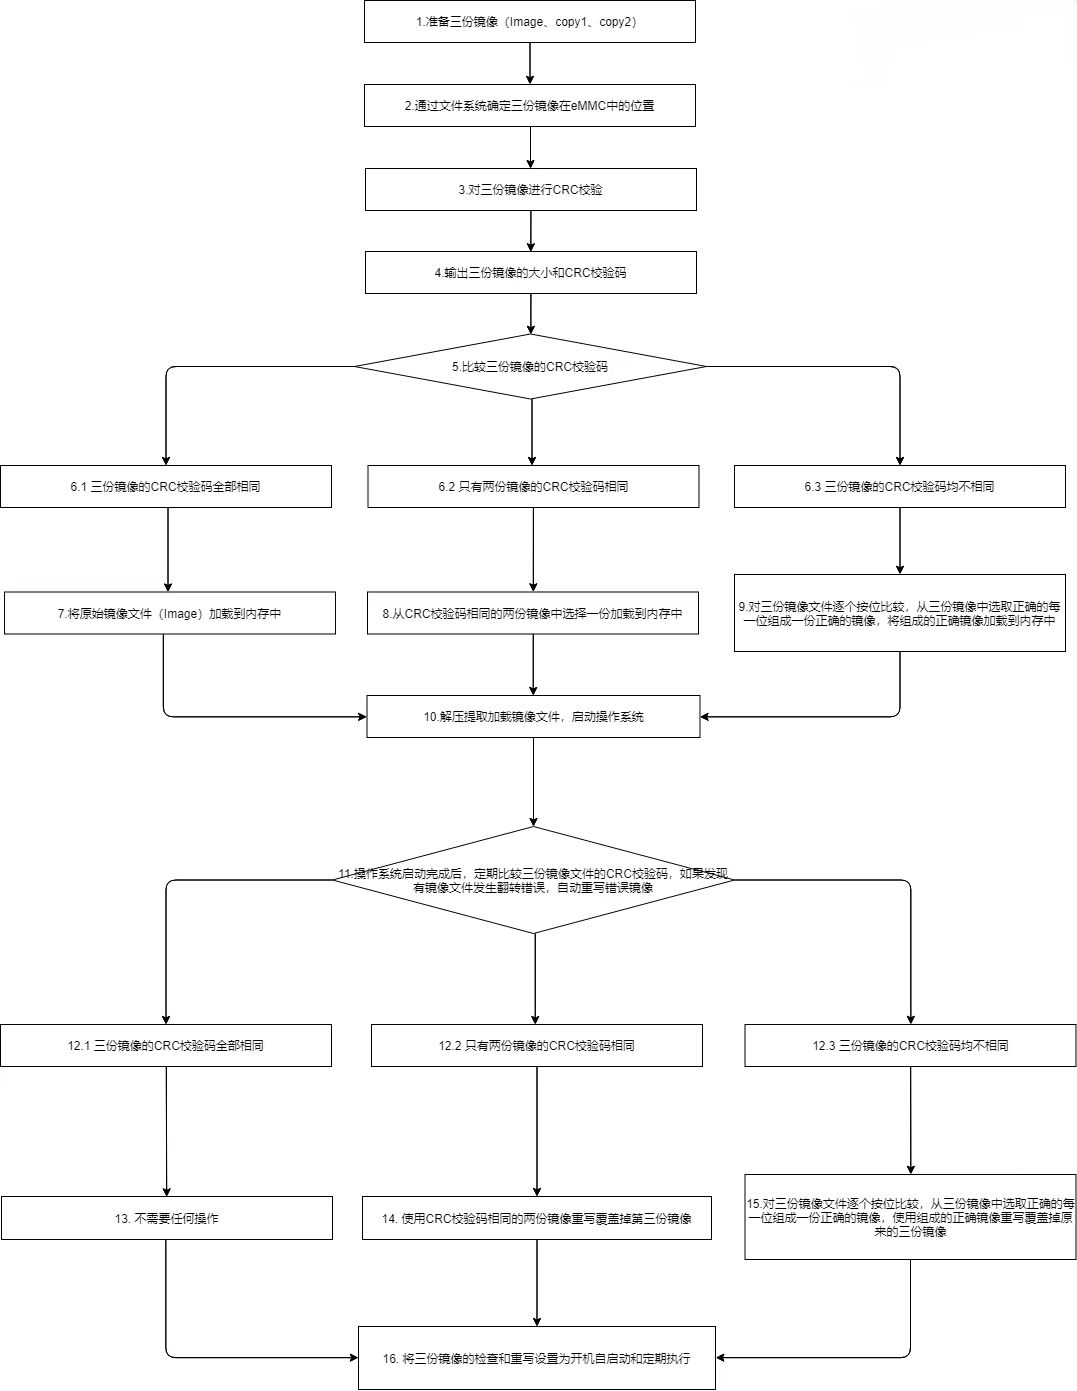 1.准备三份镜像（Image、copy1、copy2）
2.通过文件系统确定三份镜像在eMMC中的位置
3.对三份镜像进行CRC校验
4.输出三份镜像的大小和CRC校验码
5.比较三份镜像的CRC校验码
6.1 三份镜像的CRC校验码全部相同
6.2 只有两份镜像的CRC校验码相同
6.3 三份镜像的CRC校验码均不相同
7.将原始镜像文件（Image）加载到内存中
8.从CRC校验码相同的两份镜像中选择一份加载到内存中
9.对三份镜像文件逐个按位比较，从三份镜像中选取正确的每
一位组成一份正确的镜像，将组成的正确镜像加载到内存中
10.解压提取加载镜像文件，启动操作系统
11.操作系统启动完成后，定期比较三份镜像文件的CRC校验码，如果发现
有镜像文件发生翻转错误，自动重写错误镜像
12.1 三份镜像的CRC校验码全部相同
12.2 只有两份镜像的CRC校验码相同
12.3 三份镜像的CRC校验码均不相同
13. 不需要任何操作
14. 使用CRC校验码相同的两份镜像重写覆盖掉第三份镜像
15.对三份镜像文件逐个按位比较，从三份镜像中选取正确的每
一位组成一份正确的镜像，使用组成的正确镜像重写覆盖掉原
来的三份镜像
16. 将三份镜像的检查和重写设置为开机自启动和定期执行